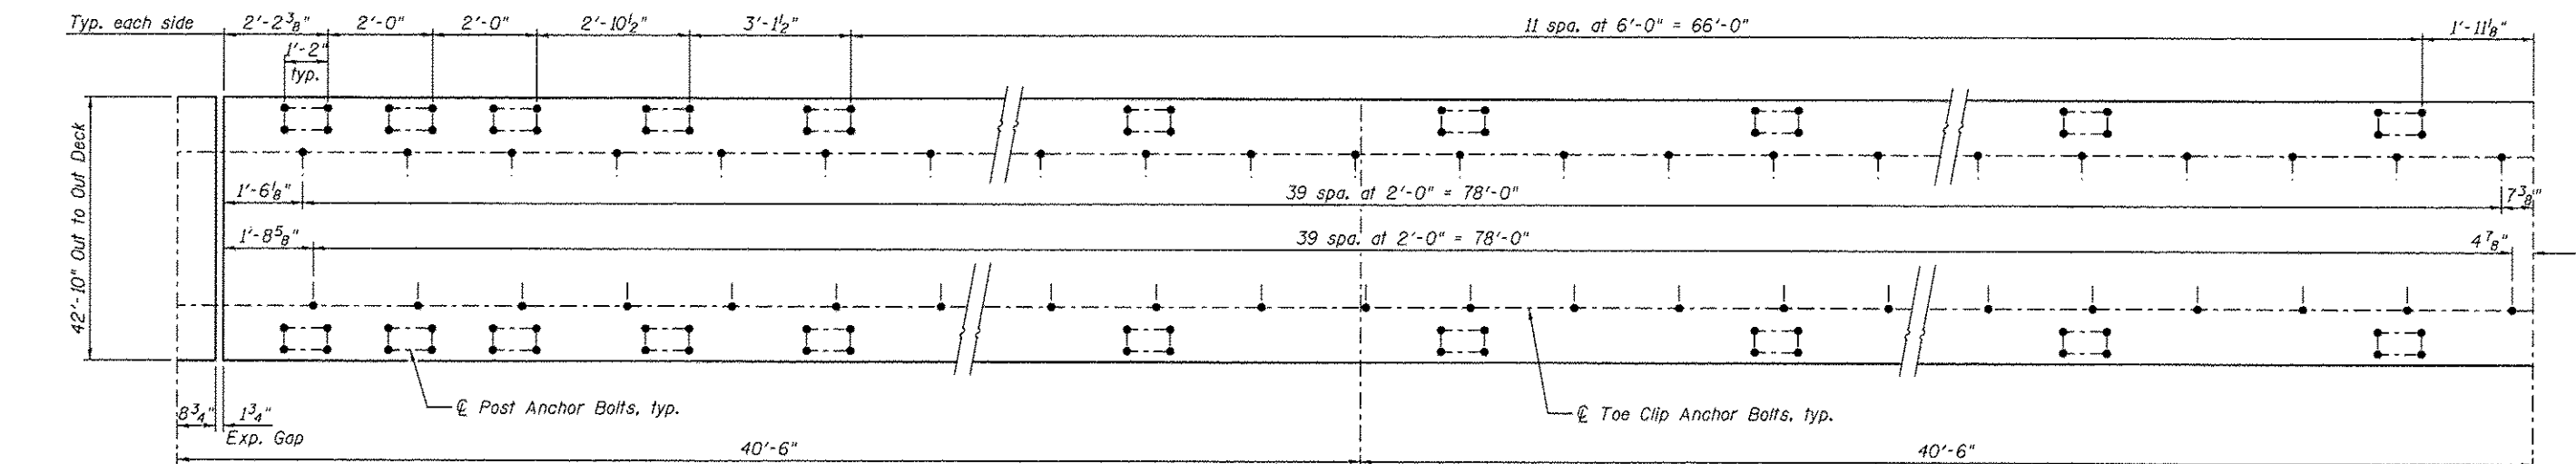 Typ. each side
2'-2 3/8"
2'-0"
2'-0"
2'-10 1/2"
3'-1 1/2"
11 spa. at 6'-0" = 66'-0"
1'-11 1/8"
1'-2"
typ.
42'-10" Out to Out Deck
1'-6 1/8"
39 spa. at 2'-0" = 78'-0"
7 3/8"
1'-8 5/8"
39 spa. at 2'-0" = 78'-0"
4 7/8"
℄ Post Anchor Bolts, typ.
℄ Toe Clip Anchor Bolts, typ.
8 3/4"
1 3/4"
Exp. Gap
40'-6"
40'-6"